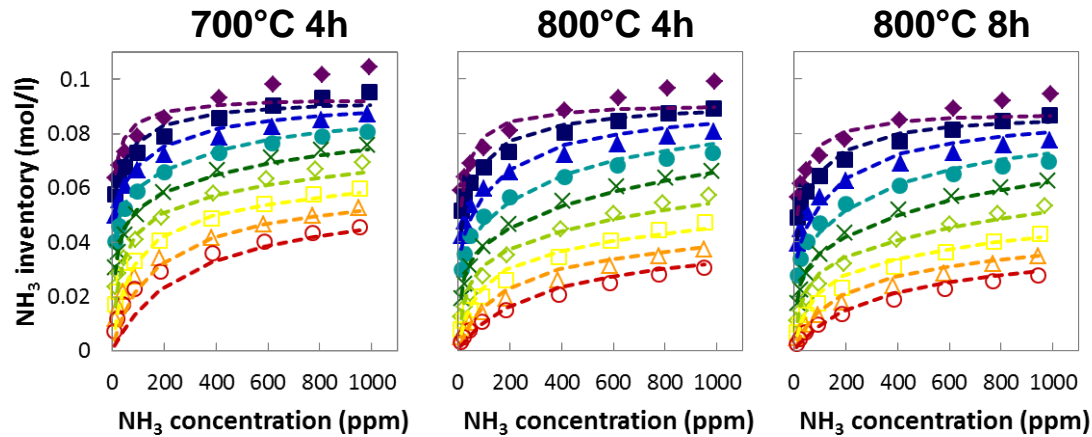 700°C 4h
800°C 4h
800°C 8h
NH₃ inventory (mol/l)
0.1
0.08
0.06
0.04
0.02
0
0 200 400 600 800 1000
0 200 400 600 800 1000
0 200 400 600 800 1000
NH₃ concentration (ppm)
NH₃ concentration (ppm)
NH₃ concentration (ppm)